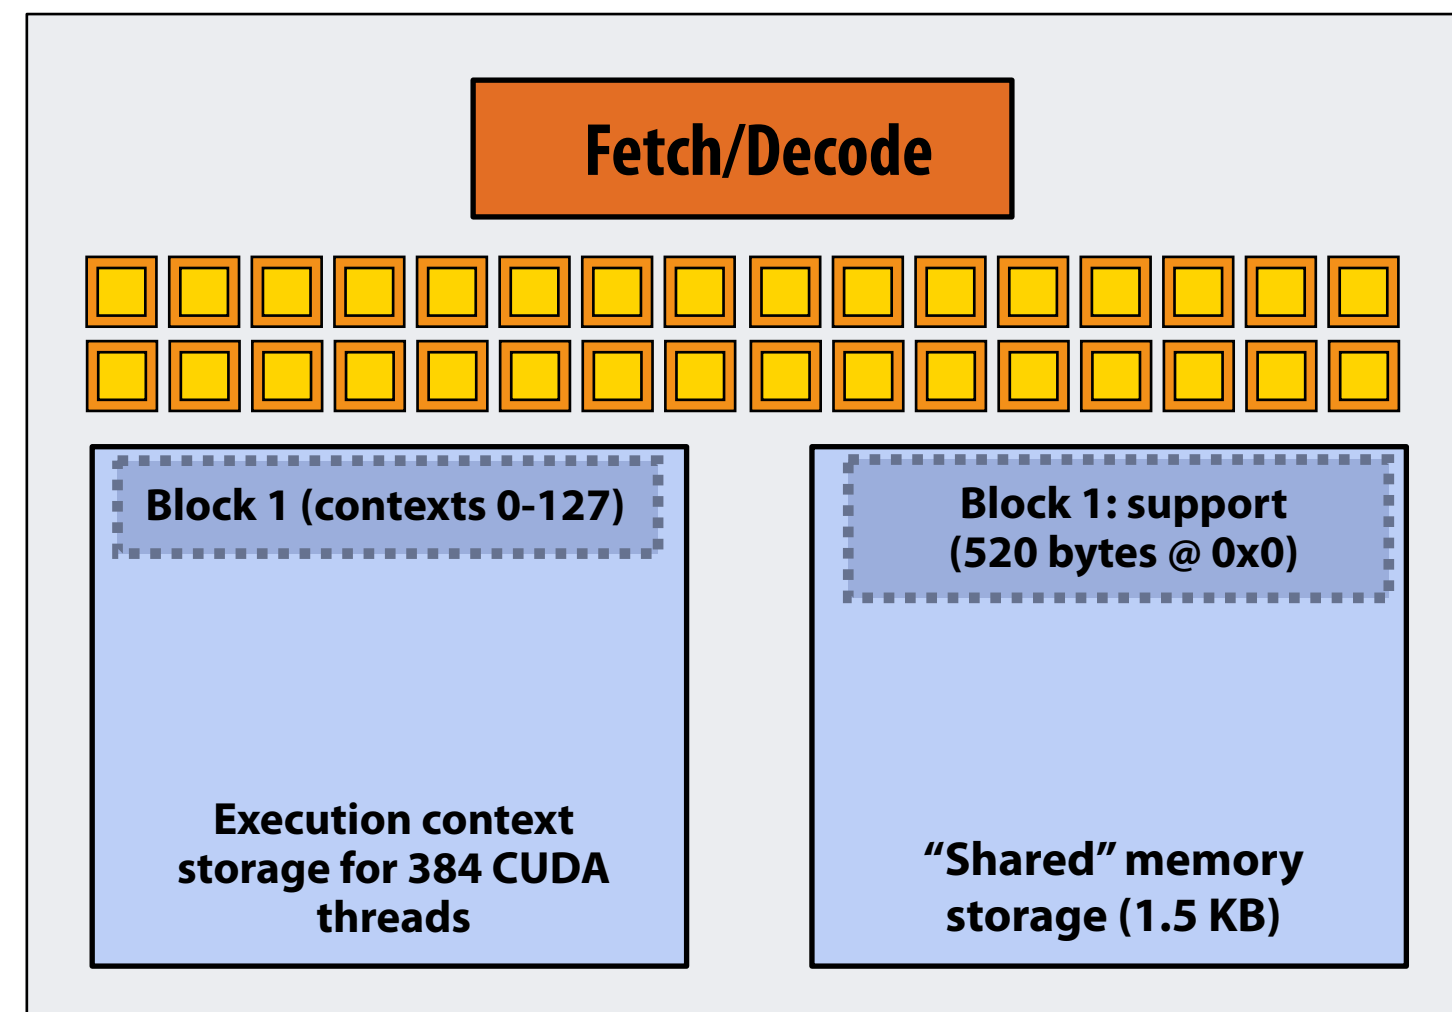 Fetch/Decode
Block 1 (contexts 0-127)
Block 1: support
(520 bytes @ 0x0)
Execution context
storage for 384 CUDA
threads
“Shared” memory
storage (1.5 KB)